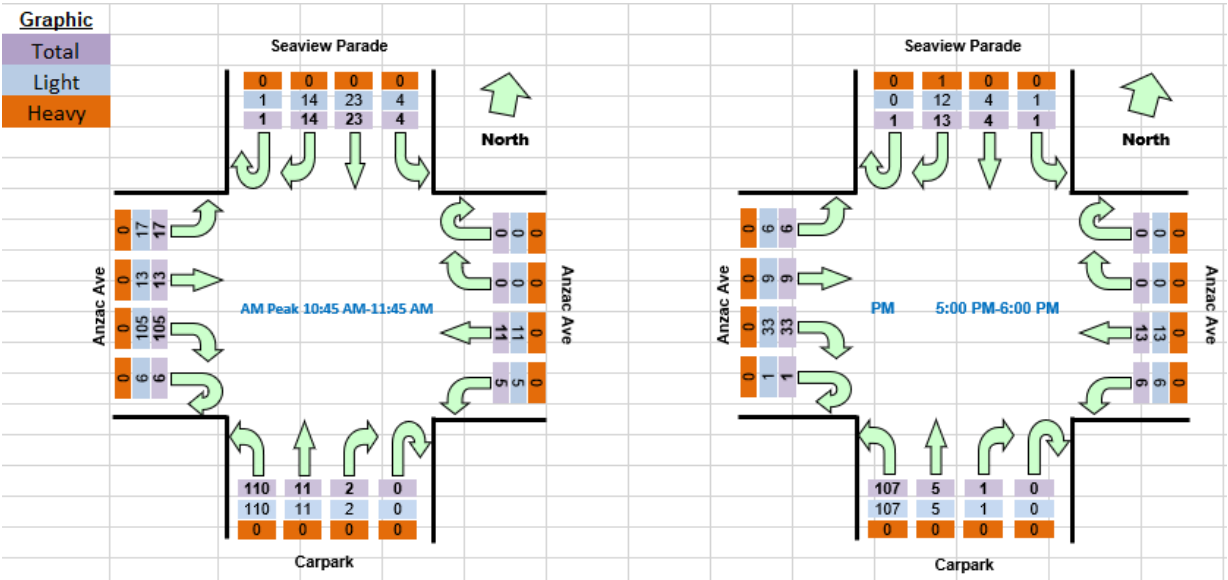 Graphic
Total
Light
Heavy
Seaview Parade
0 0 0 0
1 14 23 4
1 14 23 4
North
Anzac Ave
0 17 17
0 13 13
0 105 105
0 6 6
AM Peak 10:45 AM-11:45 AM
0 0 0
0 0 0
11 11 0
5 5 0
Anzac Ave
110 11 2 0
110 11 2 0
0 0 0 0
Carpark
Seaview Parade
0 1 0 0
0 12 4 1
1 13 4 1
North
Anzac Ave
0 6 6
0 9 9
0 33 33
0 1 1
PM 5:00 PM-6:00 PM
0 0 0
0 0 0
13 13 0
6 6 0
Anzac Ave
107 5 1 0
107 5 1 0
0 0 0 0
Carpark